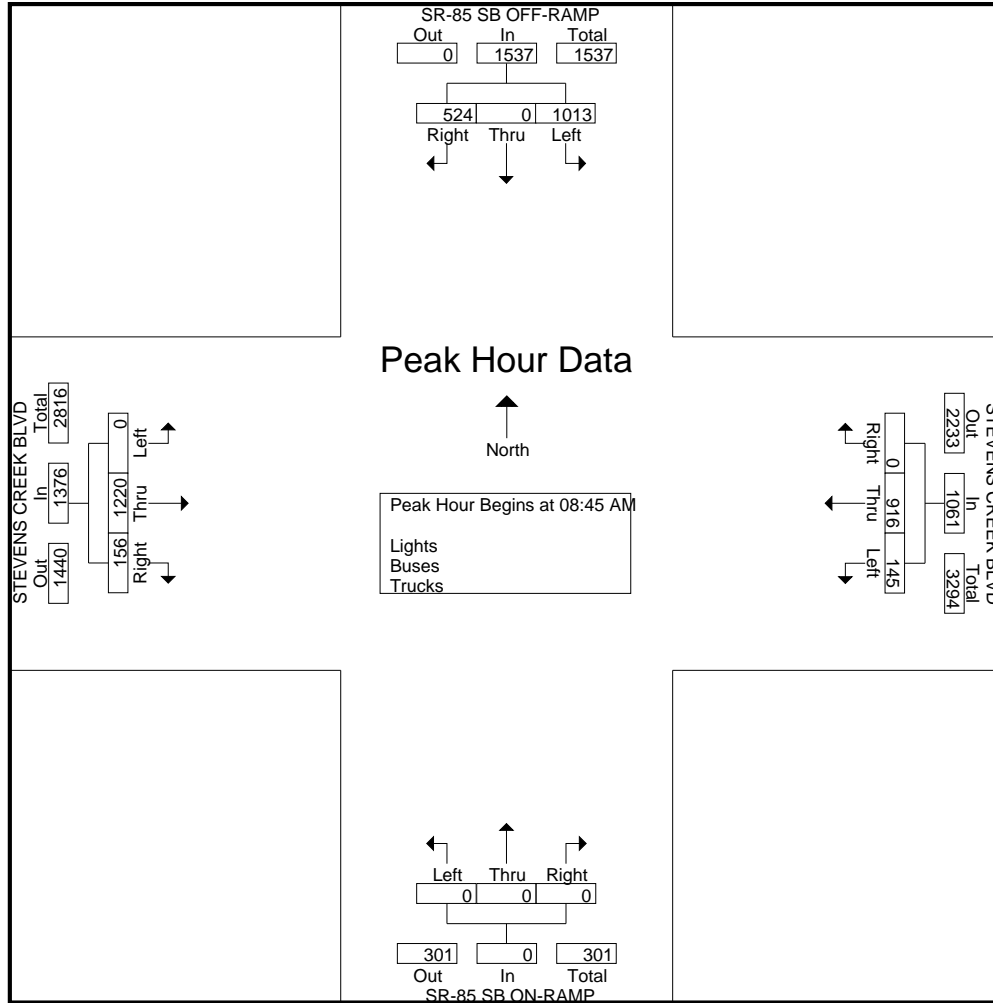 SR-85 SB OFF-RAMP
Out In Total
0 1537 1537
524 0 1013
Right Thru Left
Peak Hour Data
North
Peak Hour Begins at 08:45 AM
Lights
Buses
Trucks
STEVENS CREEK BLVD
Out In Total
1440 1376 2816
Right Thru Left
156 1220 0
STEVENS CREEK BLVD
Out In Total
2233 1061 3294
Right Thru Left
0 916 145
Left Thru Right
0 0 0
301 0 301
Out In Total
SR-85 SB ON-RAMP